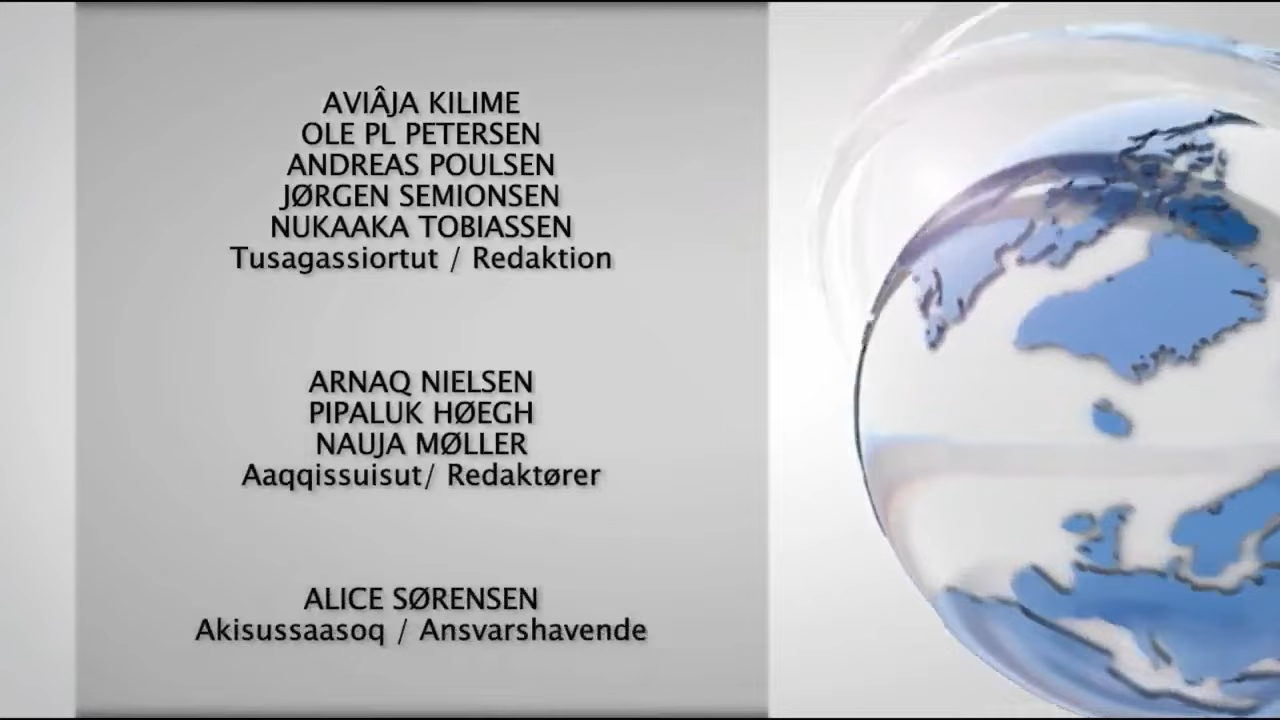 AVIÂJA KILIME
OLE PL PETERSEN
ANDREAS POULSEN
JØRGEN SEMIONSEN
NUKAAKA TOBIASSEN
Tusagassiortut / Redaktion
ARNAQ NIELSEN
PIPALUK HØEGH
NAUJA MØLLER
Aaqqissuisut/ Redaktører
ALICE SØRENSEN
Akisussaasoq / Ansvarshavende